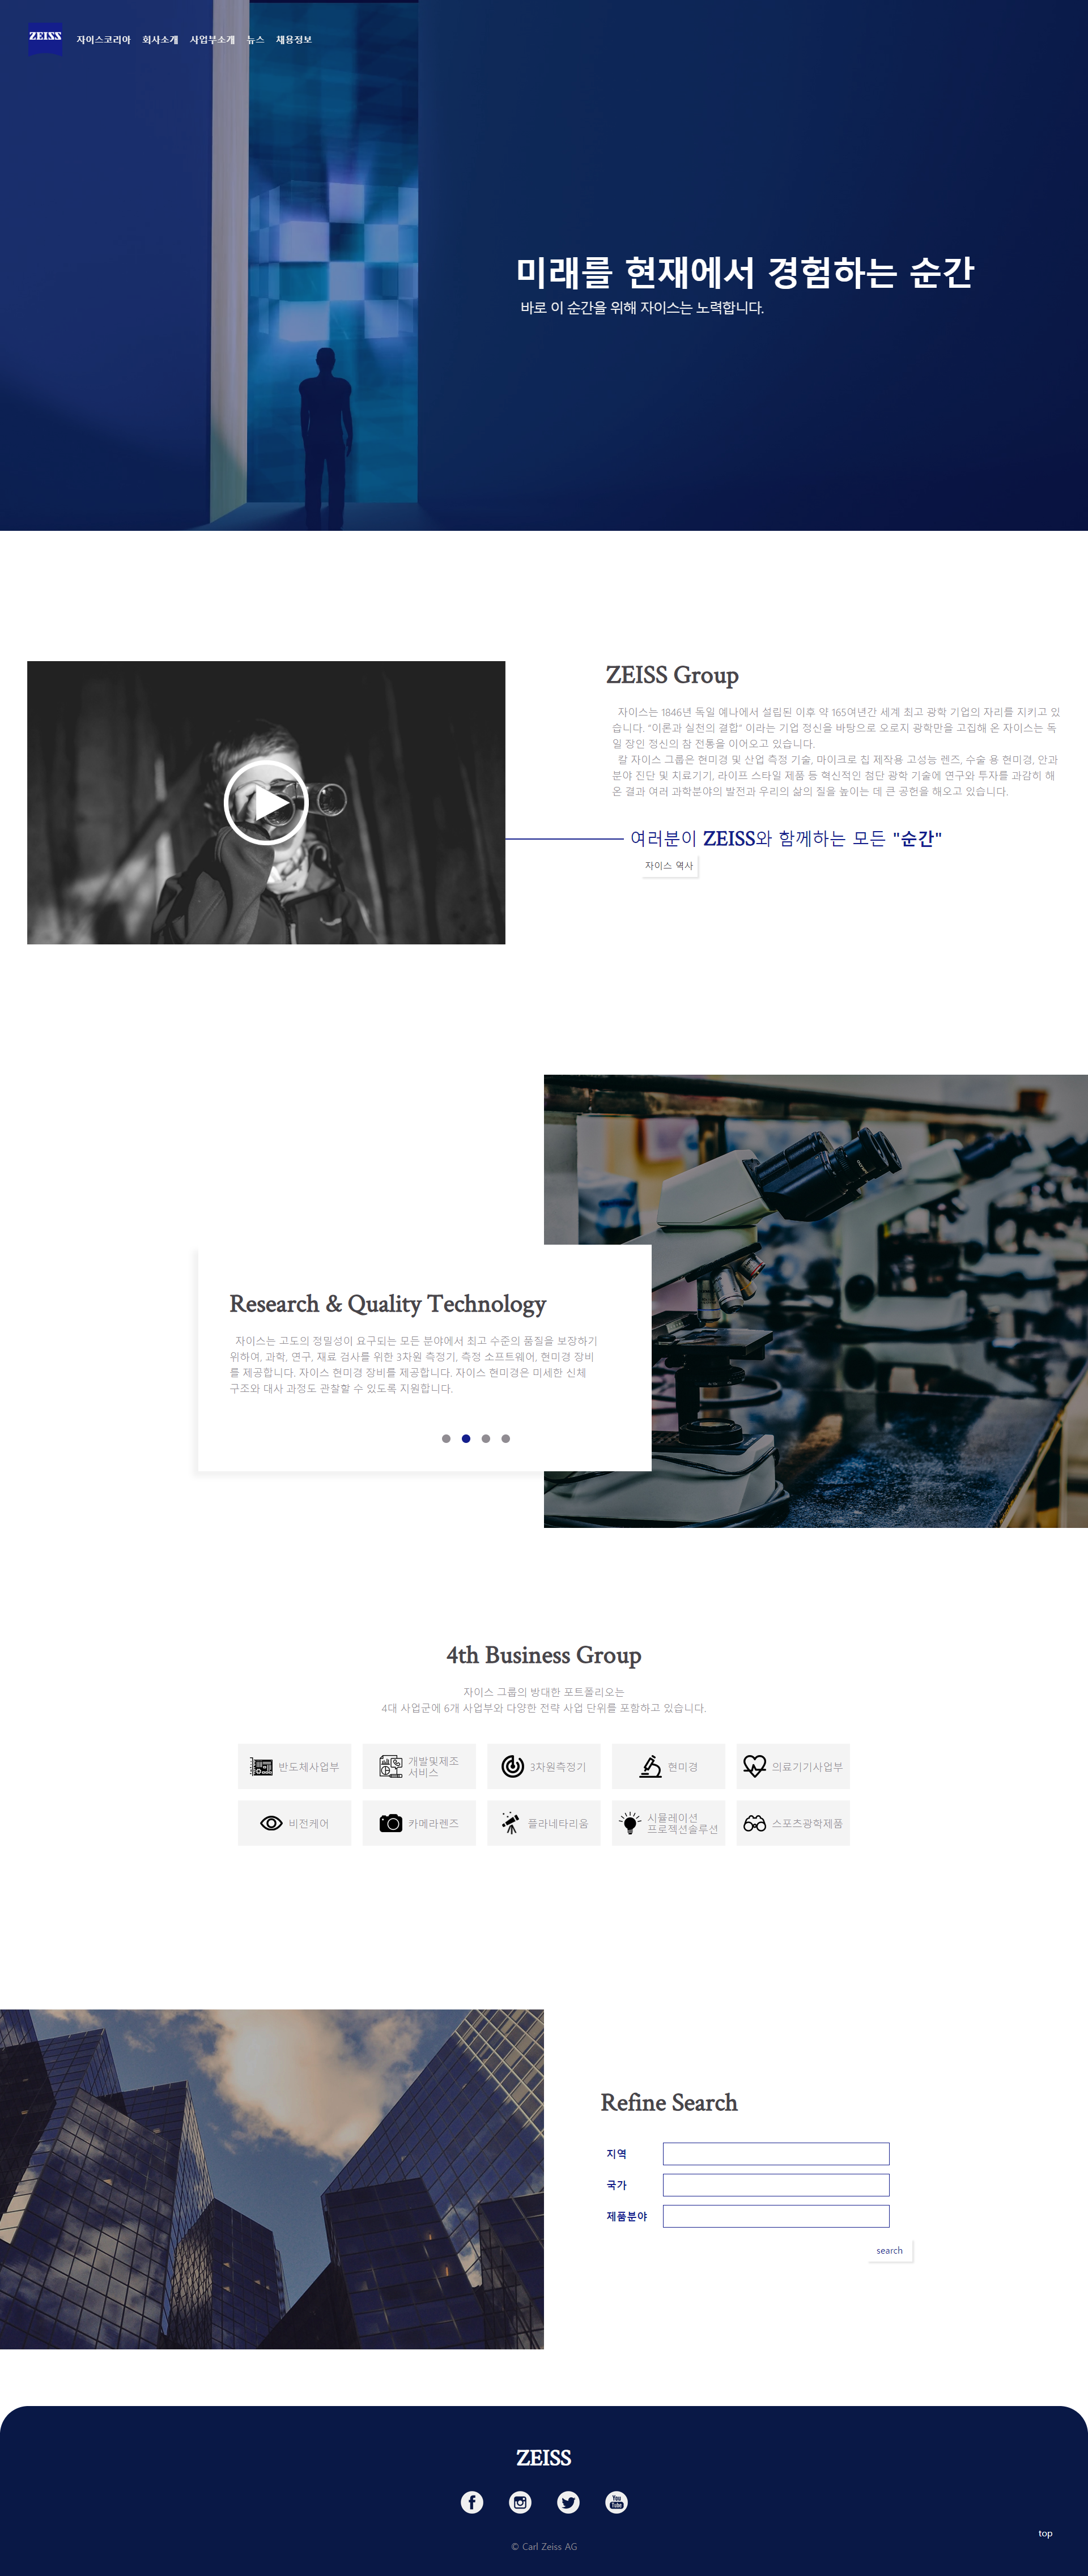 ZEISS
자이스코리아 회사소개 사업부소개 뉴스 채용정보
미래를 현재에서 경험하는 순간
바로 이 순간을 위해 자이스는 노력합니다.
ZEISS Group
자이스는 1846년 독일 예나에서 설립된 이후 약 165여년간 세계 최고 광학 기업의 자리를 지키고 있
습니다. "이론과 실천의 결합" 이라는 기업 정신을 바탕으로 오로지 광학만을 고집해 온 자이스는 독
일 장인 정신의 참 전통을 이어오고 있습니다.
칼 자이스 그룹은 현미경 및 산업 측정 기술, 마이크로 칩 제작용 고성능 렌즈, 수술 용 현미경, 안과
분야 진단 및 치료기기, 라이프 스타일 제품 등 혁신적인 첨단 광학 기술에 연구와 투자를 과감히 해
온 결과 여러 과학분야의 발전과 우리의 삶의 질을 높이는 데 큰 공헌을 해오고 있습니다.
여러분이 ZEISS와 함께하는 모든 "순간"
자이스 역사
Research & Quality Technology
자이스는 고도의 정밀성이 요구되는 모든 분야에서 최고 수준의 품질을 보장하기
위하여, 과학, 연구, 재료 검사를 위한 3차원 측정기, 측정 소프트웨어, 현미경 장비
를 제공합니다. 자이스 현미경 장비를 제공합니다. 자이스 현미경은 미세한 신체
구조와 대사 과정도 관찰할 수 있도록 지원합니다.
4th Business Group
자이스 그룹의 방대한 포트폴리오는
4대 사업군에 6개 사업부와 다양한 전략 사업 단위를 포함하고 있습니다.
반도체사업부
개발및제조
서비스
3차원측정기
현미경
의료기기사업부
비전케어
카메라렌즈
플라네타리움
시뮬레이션
프로젝션솔루션
스포츠광학제품
Refine Search
지역
국가
제품분야
search
ZEISS
You
Tube
top
© Carl Zeiss AG